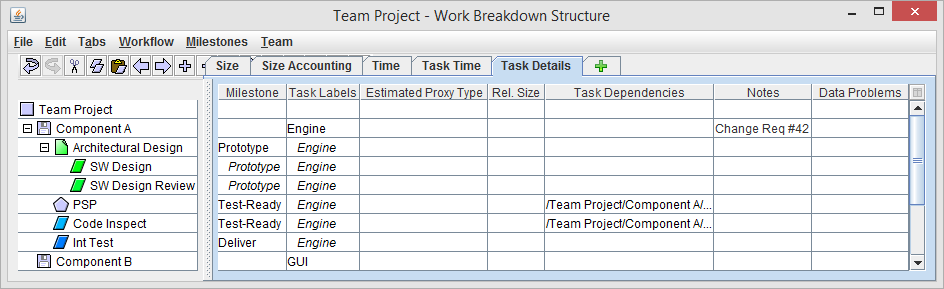 Team Project - Work Breakdown Structure
File Edit Tabs Workflow Milestones Team
Size Size Accounting Time Task Time Task Details
Milestone Task Labels Estimated Proxy Type Rel. Size Task Dependencies Notes Data Problems
Team Project
Component A Engine Change Req #42
Architectural Design Prototype Engine
SW Design Prototype Engine
SW Design Review Prototype Engine
PSP Test-Ready Engine /Team Project/Component A/...
Code Inspect Test-Ready Engine /Team Project/Component A/...
Int Test Deliver Engine
Component B GUI